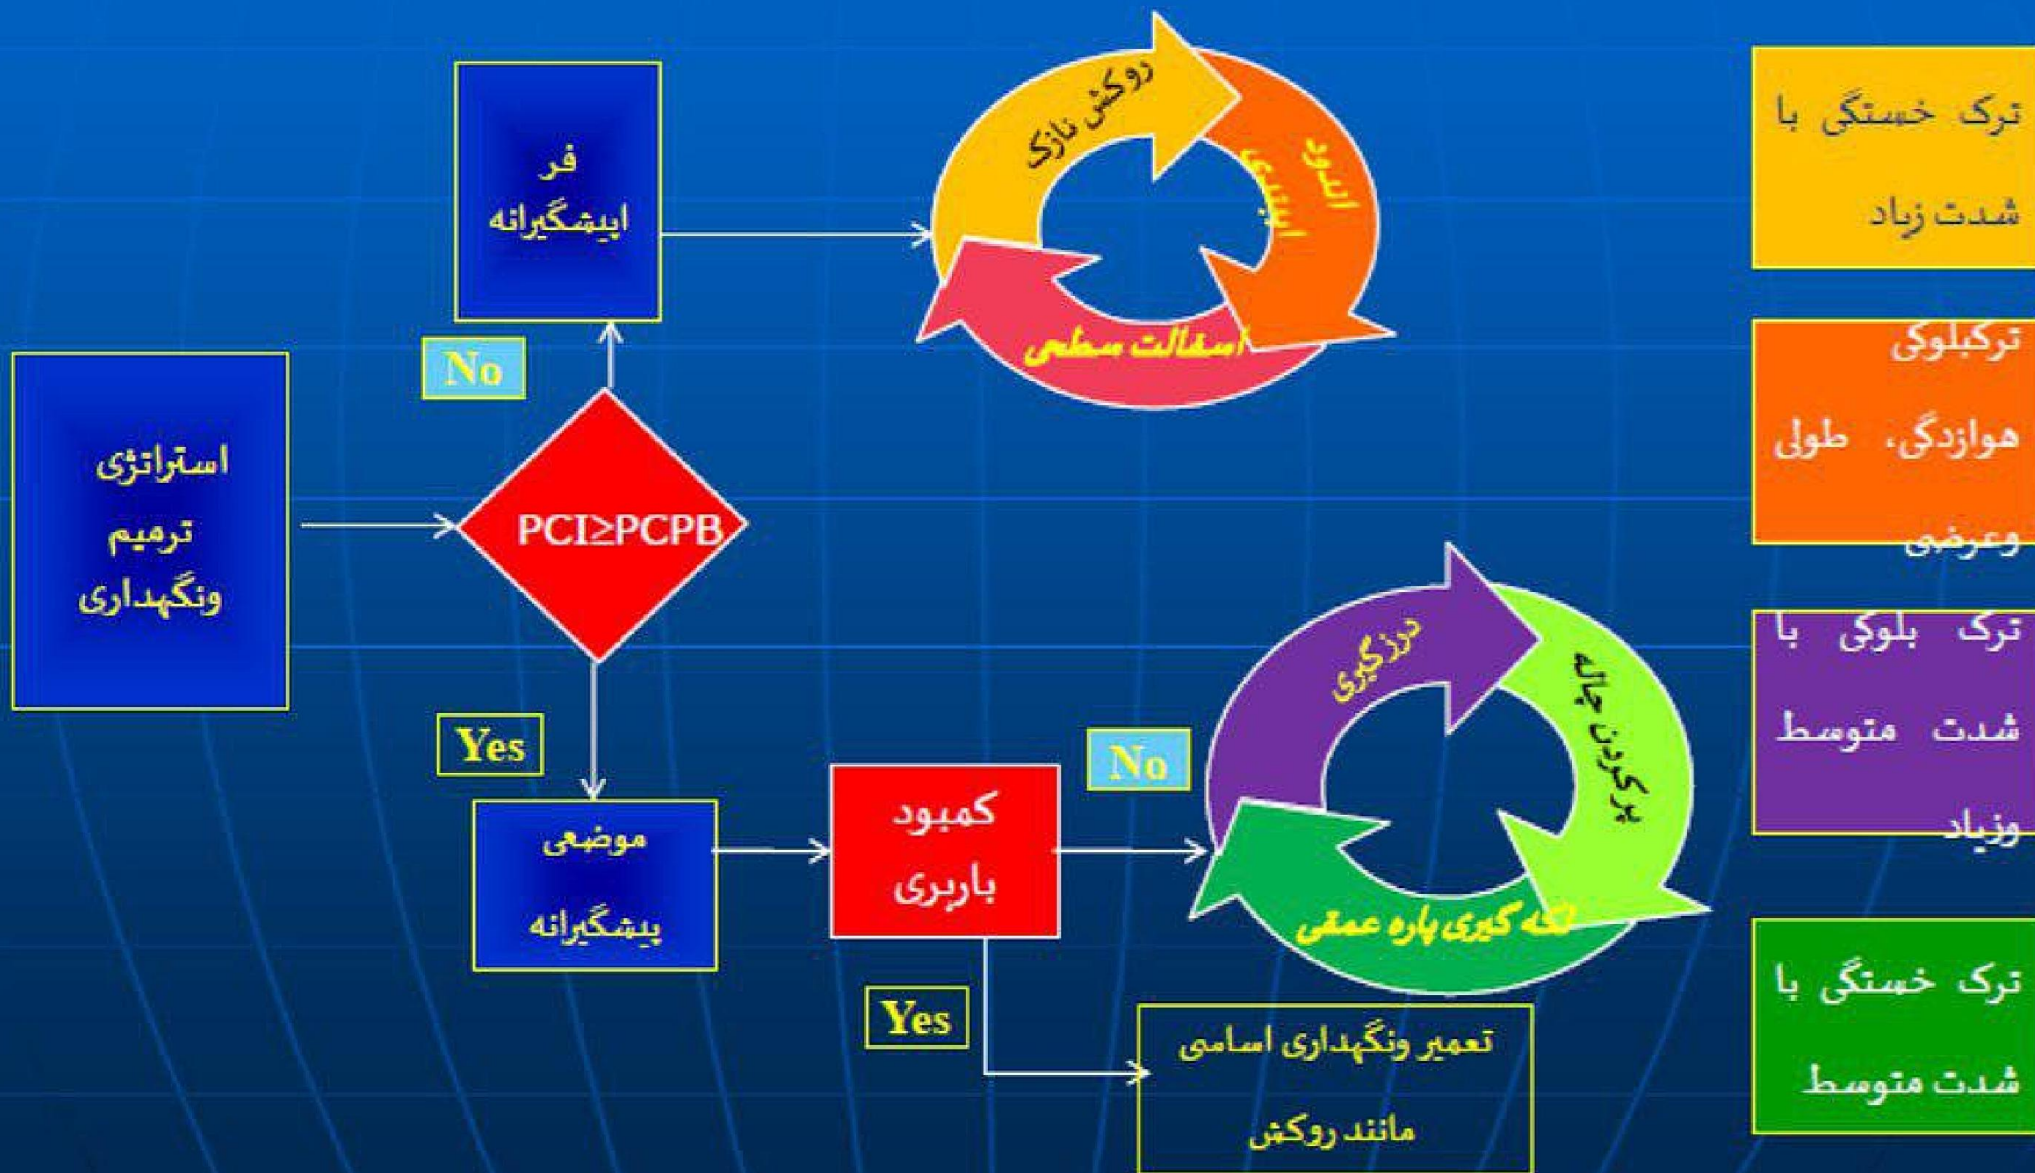 استراتژی
ترمیم
ونگهداری
PCI≥PCPB
No
فر
اپیشگیرانه
روکش نازک
اندود
آسفالت سطحی
Yes
موضعی
پیشگیرانه
کمبود
باربری
No
درزگیری
پرکردن چاله
لکه گیری پاره عمقی
Yes
تعمیر ونگهداری اساسی
مانند روکش
ترک خستگی با
شدت زیاد
ترکبلوکی
هوازدگی، طولی
وعرضی
ترک بلوکی با
شدت متوسط
وزیاد
ترک خستگی با
شدت متوسط